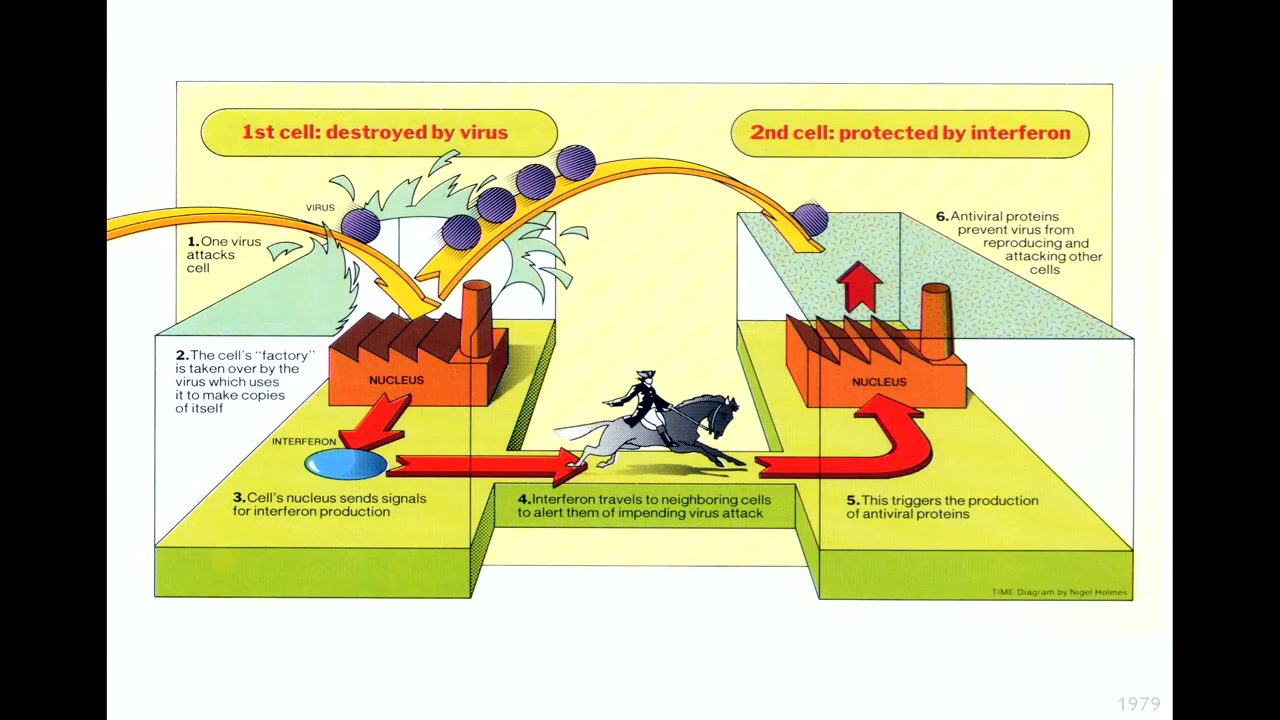 1st cell: destroyed by virus
2nd cell: protected by interferon
VIRUS
1. One virus
attacks
cell
2. The cell's "factory"
is taken over by the
virus which uses
it to make copies
of itself
NUCLEUS
INTERFERON
3. Cell's nucleus sends signals
for interferon production
4. Interferon travels to neighboring cells
to alert them of impending virus attack
5. This triggers the production
of antiviral proteins
NUCLEUS
6. Antiviral proteins
prevent virus from
reproducing and
attacking other
cells
TIME Diagram by Nigel Holmes
1979